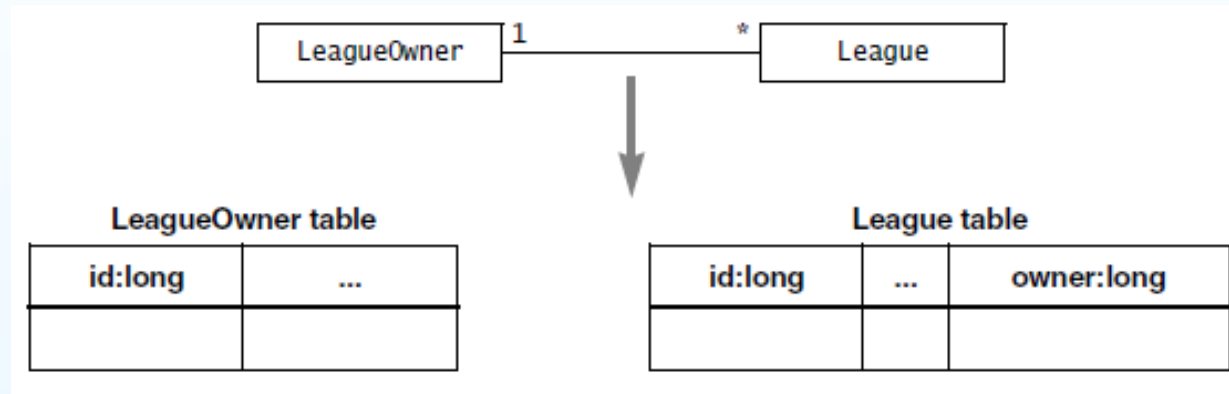 LeagueOwner 1 * League
LeagueOwner table League table
id:long ... id:long ... owner:long